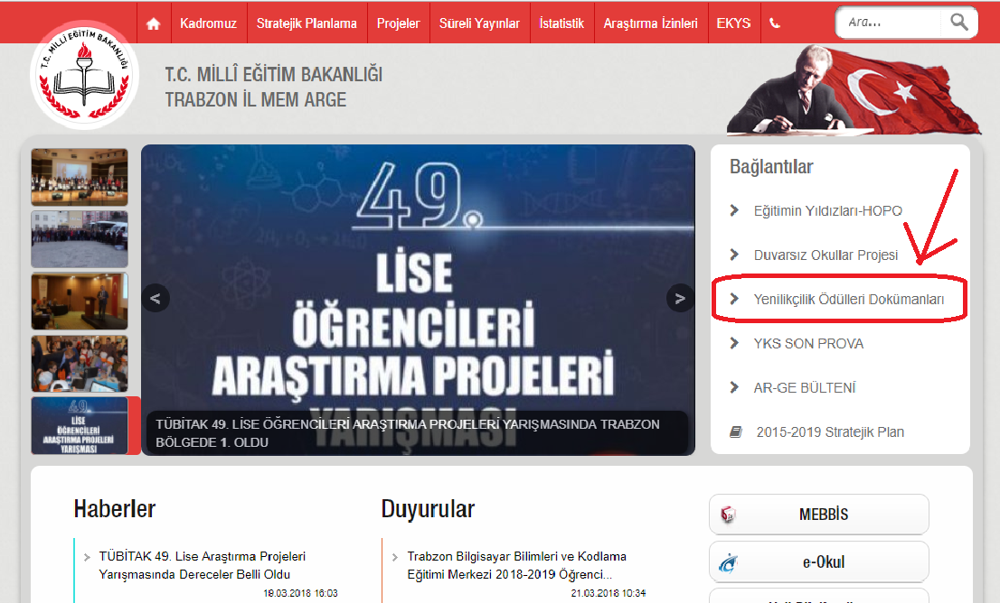 Kadromuz
Stratejik Planlama
Projeler
Süreli Yayınlar
İstatistik
Araştırma İzinleri
EKYS
Ara...
T.C. MİLLÎ EĞİTİM BAKANLIĞI
T.C. MİLLÎ EĞİTİM BAKANLIĞI
TRABZON İL MEM ARGE
49.
LİSE
ÖĞRENCİLERİ
ARAŞTIRMA PROJELERİ
YARIŞMASI
TÜBİTAK 49. LİSE ÖĞRENCİLERİ ARAŞTIRMA PROJELERİ YARIŞMASINDA TRABZON
BÖLGEDE 1. OLDU
49.
LİSE
ÖĞRENCİLERİ
ARAŞTIRMA PROJELERİ
YARIŞMASI
Bağlantılar
Eğitimin Yıldızları-HOPO
Duvarsız Okullar Projesi
Yenilikçilik Ödülleri Dokümanları
YKS SON PROVA
AR-GE BÜLTENİ
2015-2019 Stratejik Plan
Haberler
TÜBİTAK 49. Lise Araştırma Projeleri
Yarışmasında Dereceler Belli Oldu
19.03.2018 16:03
Duyurular
Trabzon Bilgisayar Bilimleri ve Kodlama
Eğitimi Merkezi 2018-2019 Öğrenci...
21.03.2018 10:34
MEBBİS
e-Okul